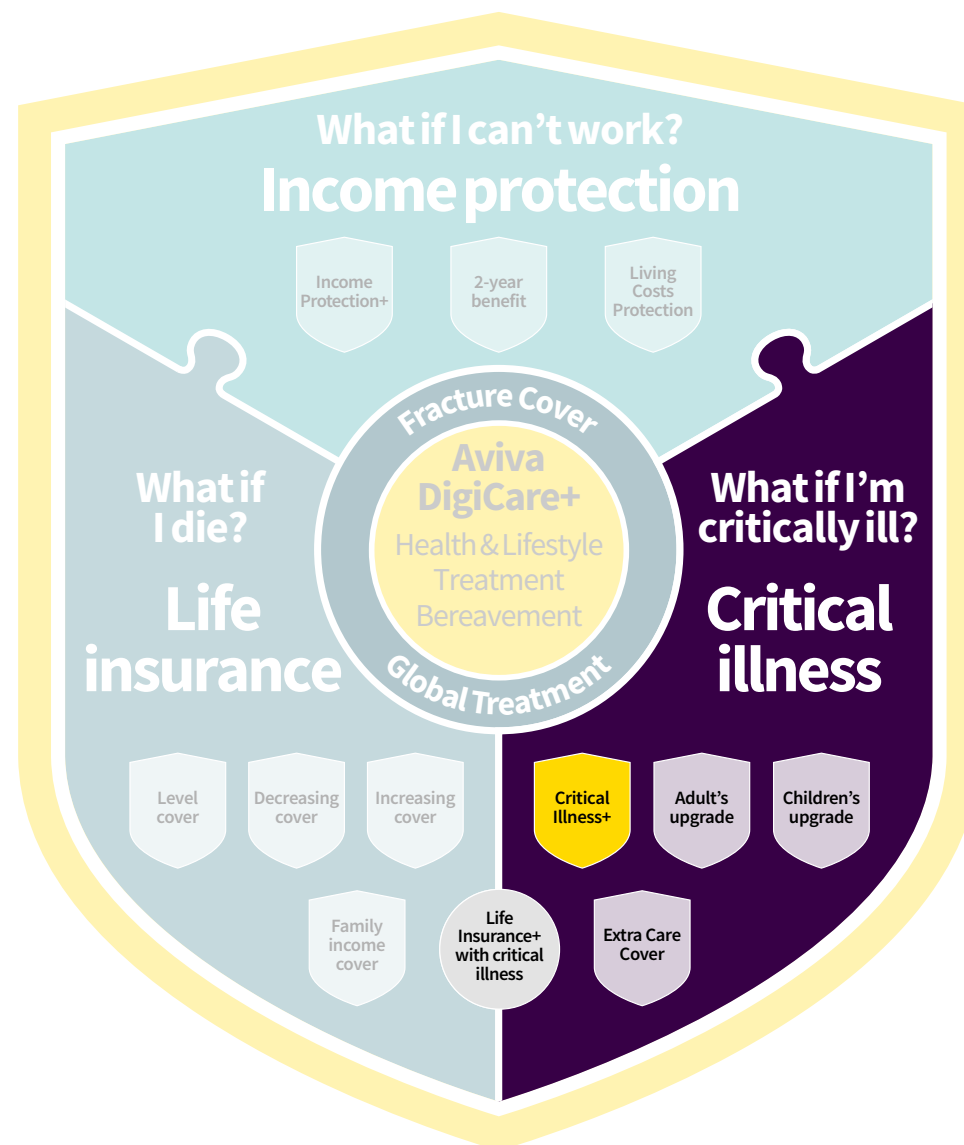 What if I can’t work?
Income protection
Income
Protection+
2-year
benefit
Living
Costs
Protection
Fracture Cover
Aviva
DigiCare+
Health & Lifestyle
Treatment
Bereavement
Global Treatment
What if
I die?
Life
insurance
What if I’m
critically ill?
Critical
illness
Level
cover
Decreasing
cover
Increasing
cover
Critical
Illness+
Adult’s
upgrade
Children’s
upgrade
Family
income
cover
Life
Insurance+
with critical
illness
Extra Care
Cover